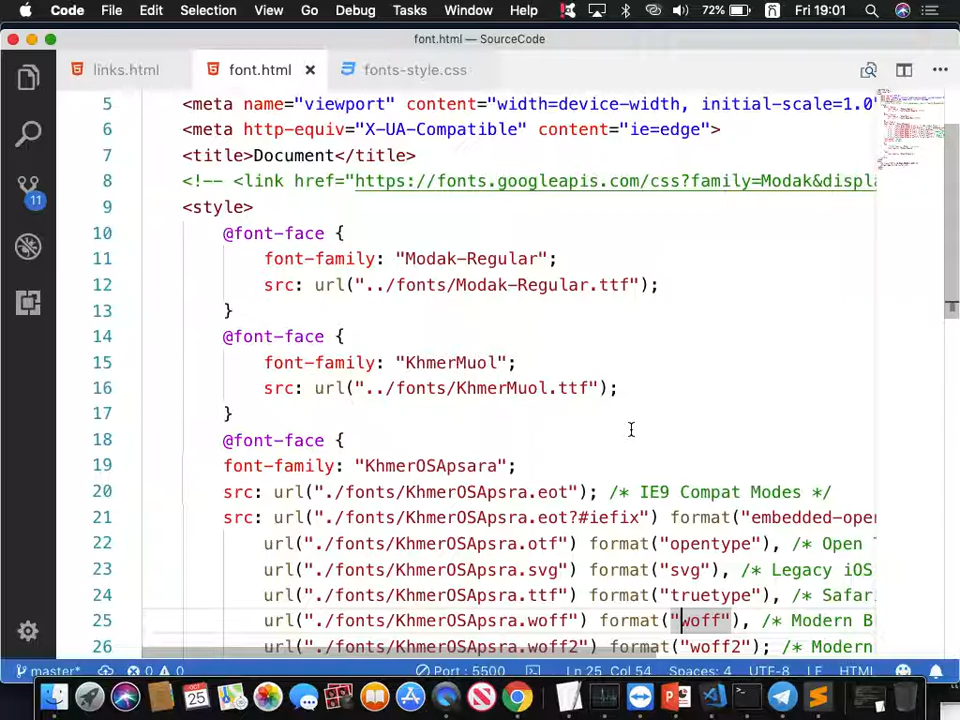 Code File Edit Selection View Go Debug Tasks Window Help 72% Fri 19:01
font.html — SourceCode
links.html font.html fonts-style.css
5 <meta name="viewport" content="width=device-width, initial-scale=1.0"
6 <meta http-equiv="X-UA-Compatible" content="ie=edge">
7 <title>Document</title>
8 <!-- <link href="https://fonts.googleapis.com/css?family=Modak&displa
9 <style>
10 @font-face {
11 font-family: "Modak-Regular";
12 src: url("../fonts/Modak-Regular.ttf");
13 }
14 @font-face {
15 font-family: "KhmerMuol";
16 src: url("../fonts/KhmerMuol.ttf");
17 }
18 @font-face {
19 font-family: "KhmerOSApsara";
20 src: url("./fonts/KhmerOSApsra.eot"); /* IE9 Compat Modes */
21 src: url("./fonts/KhmerOSApsra.eot?#iefix") format("embedded-open
22 url("./fonts/KhmerOSApsra.otf") format("opentype"), /* Open T
23 url("./fonts/KhmerOSApsra.svg") format("svg"), /* Legacy iOS
24 url("./fonts/KhmerOSApsra.ttf") format("truetype"), /* Safar
25 url("./fonts/KhmerOSApsra.woff") format("woff"), /* Modern B
26 url("./fonts/KhmerOSApsra.woff2") format("woff2"); /* Modern
11
master* 0 0 Port : 5500 Ln 25, Col 54 Spaces: 4 UTF-8 LF HTML
OCT
25